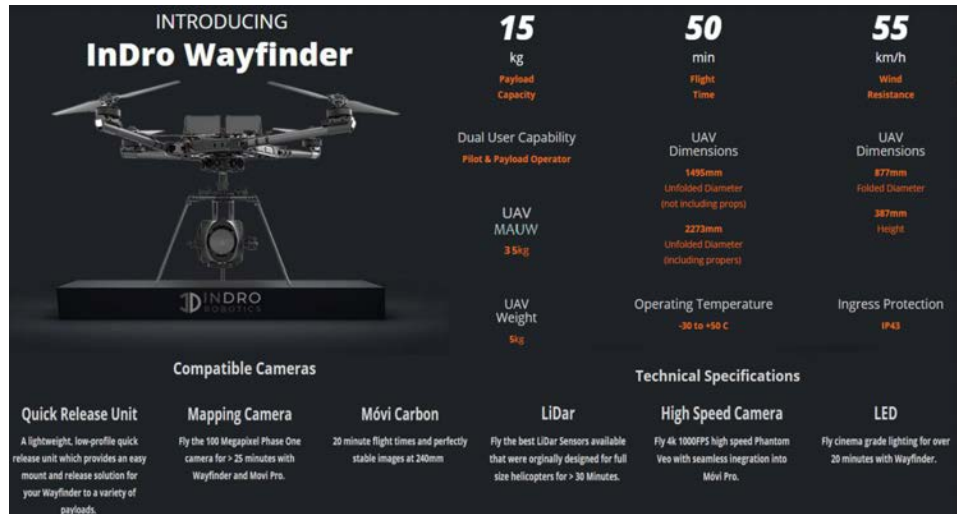 INTRODUCING
InDro Wayfinder
INDRO
ROBOTICS
15
kg
Payload
Capacity
50
min
Flight
Time
55
km/h
Wind
Resistance
Dual User Capability
Pilot & Payload Operator
UAV
Dimensions
1495mm
Unfolded Diameter
(not including props)
2273mm
Unfolded Diameter
(including propers)
UAV
Dimensions
877mm
Folded Diameter
387mm
Height
UAV
MAUW
3 5kg
UAV
Weight
5kg
Operating Temperature
-30 to +50 C
Ingress Protection
IP43
Compatible Cameras
Technical Specifications
Quick Release Unit
A lightweight, low-profile quick
release unit which provides an easy
mount and release solution for
your Wayfinder to a variety of
payloads.
Mapping Camera
Fly the 100 Megapixel Phase One
camera for > 25 minutes with
Wayfinder and Movi Pro.
Móvi Carbon
20 minute flight times and perfectly
stable images at 240mm
LiDar
Fly the best LiDar Sensors available
that were orginally designed for full
size helicopters for > 30 Minutes.
High Speed Camera
Fly 4k 1000FPS high speed Phantom
Veo with seamless inegration into
Móvi Pro.
LED
Fly cinema grade lighting for over
20 minutes with Wayfinder.